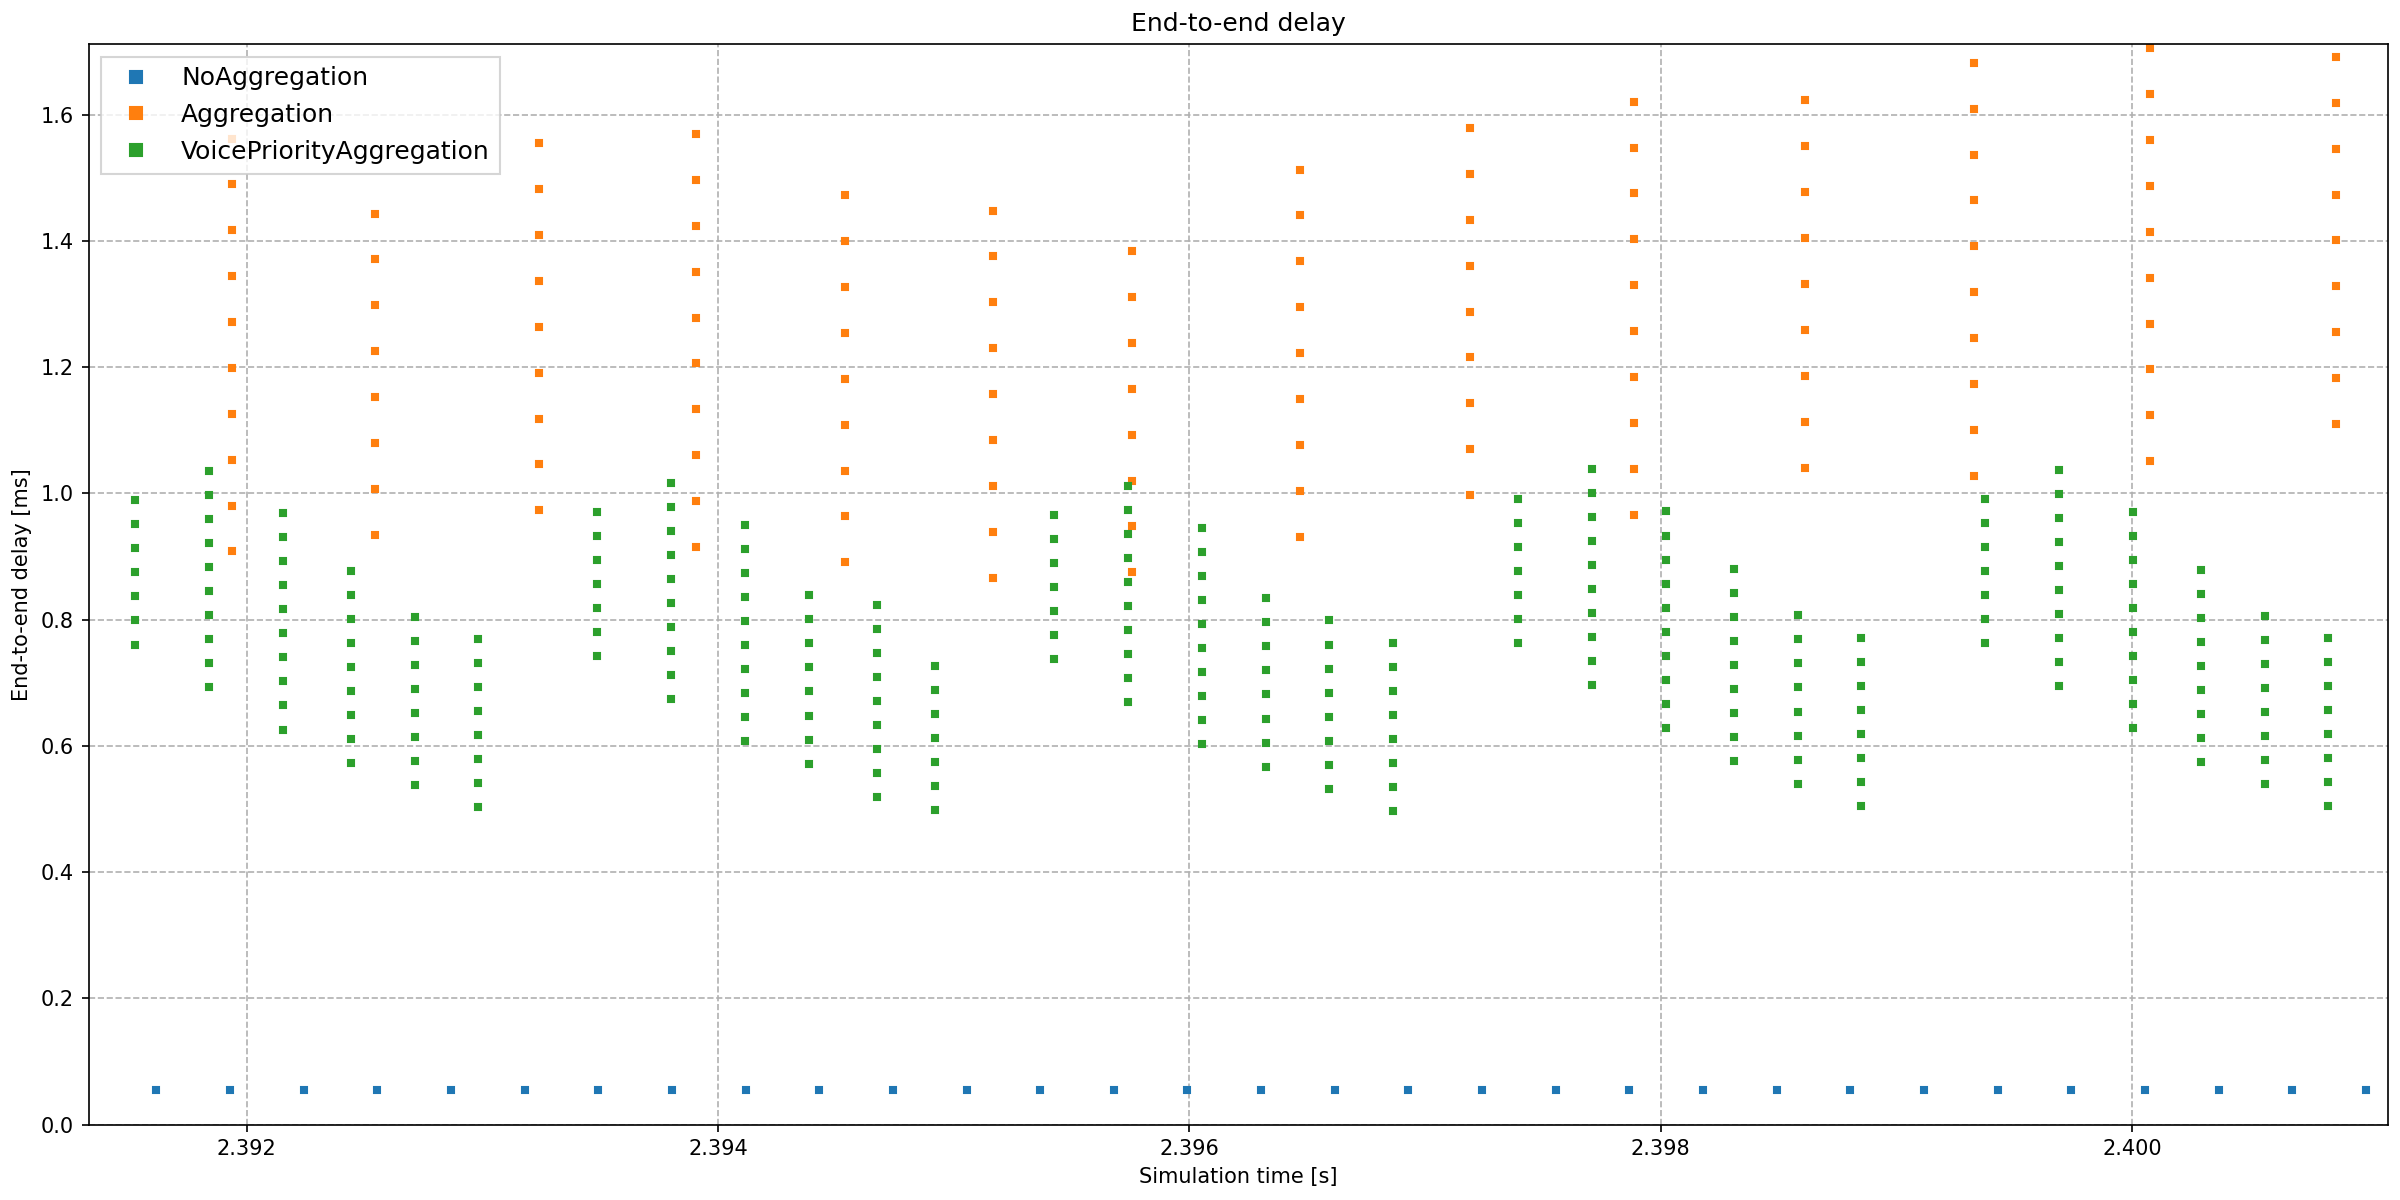 End-to-end delay
NoAggregation
Aggregation
VoicePriorityAggregation
End-to-end delay [ms]
1.6
1.4
1.2
1.0
0.8
0.6
0.4
0.2
0.0
2.392 2.394 2.396 2.398 2.400
Simulation time [s]